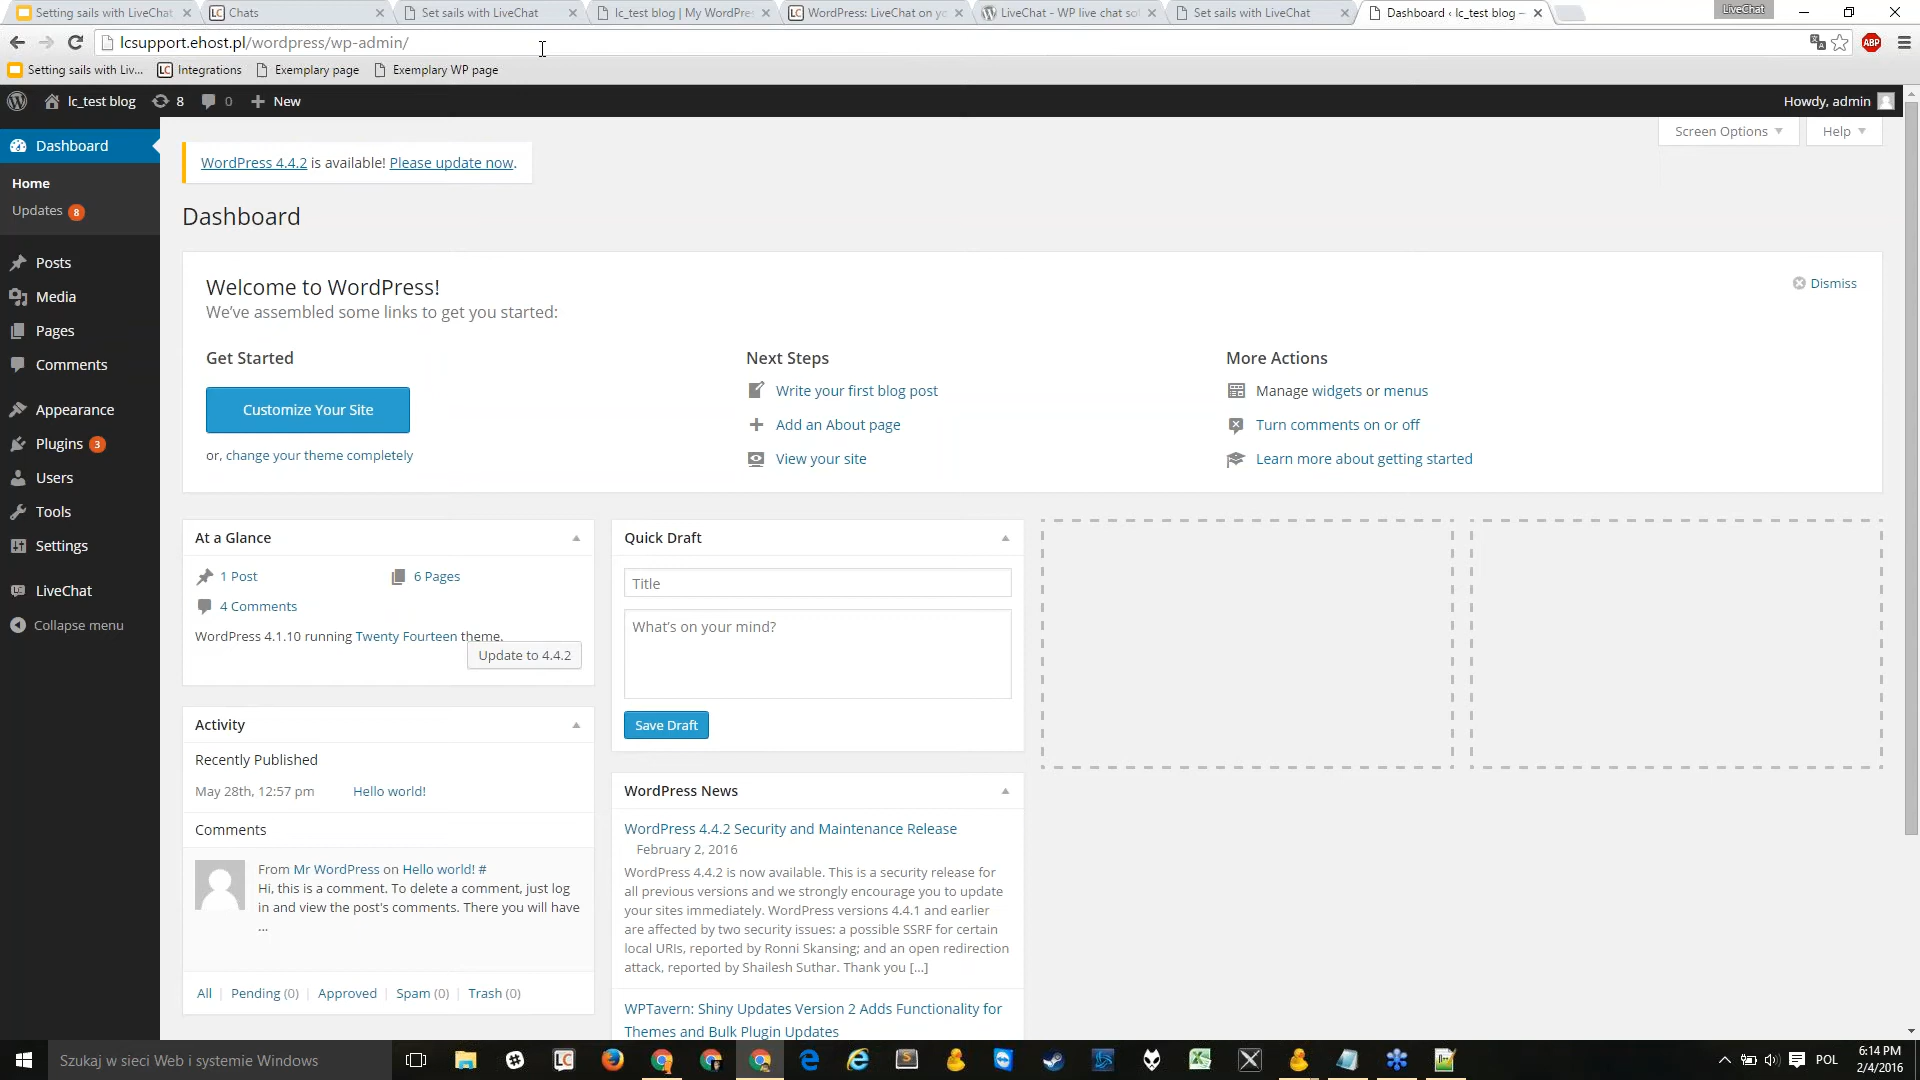 Setting sails with LiveChat
Chats
Set sails with LiveChat
lc_test blog | My WordPre
WordPress: LiveChat on yo
LiveChat - WP live chat so
Set sails with LiveChat
Dashboard ‹ lc_test blog –
LiveChat
lcsupport.ehost.pl/wordpress/wp-admin/
ABP
Setting sails with Liv...
Integrations
Exemplary page
Exemplary WP page
lc_test blog
8
0
New
Howdy, admin
Dashboard
Home
Updates 8
Posts
Media
Pages
Comments
Appearance
Plugins 3
Users
Tools
Settings
LiveChat
Collapse menu
Screen Options
Help
WordPress 4.4.2 is available! Please update now.
Dashboard
Welcome to WordPress!
We've assembled some links to get you started:
Dismiss
Get Started
Customize Your Site
or, change your theme completely
Next Steps
Write your first blog post
Add an About page
View your site
More Actions
Manage widgets or menus
Turn comments on or off
Learn more about getting started
At a Glance
1 Post
6 Pages
4 Comments
WordPress 4.1.10 running Twenty Fourteen theme.
Update to 4.4.2
Activity
Recently Published
May 28th, 12:57 pm
Hello world!
Comments
From Mr WordPress on Hello world! #
Hi, this is a comment. To delete a comment, just log
in and view the post's comments. There you will have
...
All | Pending (0) | Approved | Spam (0) | Trash (0)
Quick Draft
Title
What's on your mind?
Save Draft
WordPress News
WordPress 4.4.2 Security and Maintenance Release
February 2, 2016
WordPress 4.4.2 is now available. This is a security release for
all previous versions and we strongly encourage you to update
your sites immediately. WordPress versions 4.4.1 and earlier
are affected by two security issues: a possible SSRF for certain
local URIs, reported by Ronni Skansing; and an open redirection
attack, reported by Shailesh Suthar. Thank you [...]
WPTavern: Shiny Updates Version 2 Adds Functionality for
Themes and Bulk Plugin Updates
Szukaj w sieci Web i systemie Windows
POL
6:14 PM
2/4/2016